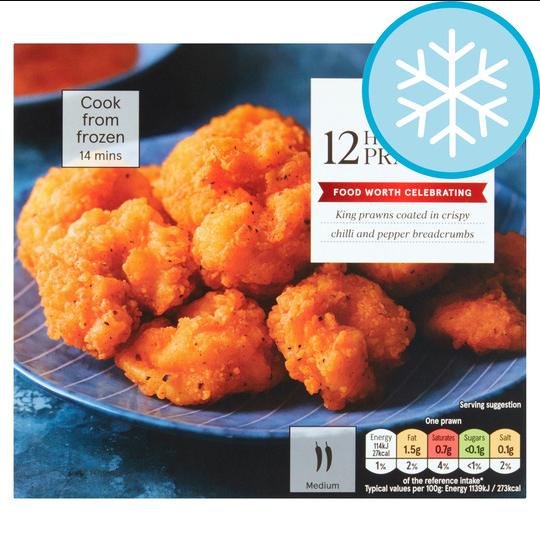 Cook
from
frozen
14 mins
12
FOOD WORTH CELEBRATING
King prawns coated in crispy
chilli and pepper breadcrumbs
Serving suggestion
One prawn
Energy
114kJ
27kcal
1%
Fat
1.5g
2%
Saturates
0.7g
4%
Sugars
<0.1g
<1%
Salt
0.1g
2%
of the reference intake*
Typical values per 100g: Energy 1139kJ / 273kcal
Medium